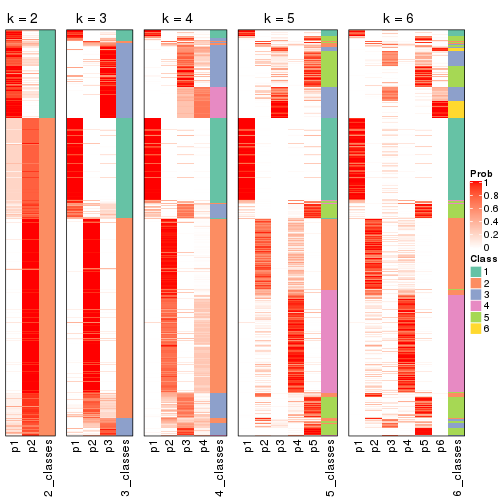 k = 2
k = 3
k = 4
k = 5
k = 6
Prob
1
0.8
0.6
0.4
0.2
0
Class
1
2
3
4
5
6
p1
p2
2_classes
p1
p2
p3
3_classes
p1
p2
p3
p4
4_classes
p1
p2
p3
p4
p5
5_classes
p1
p2
p3
p4
p5
p6
6_classes